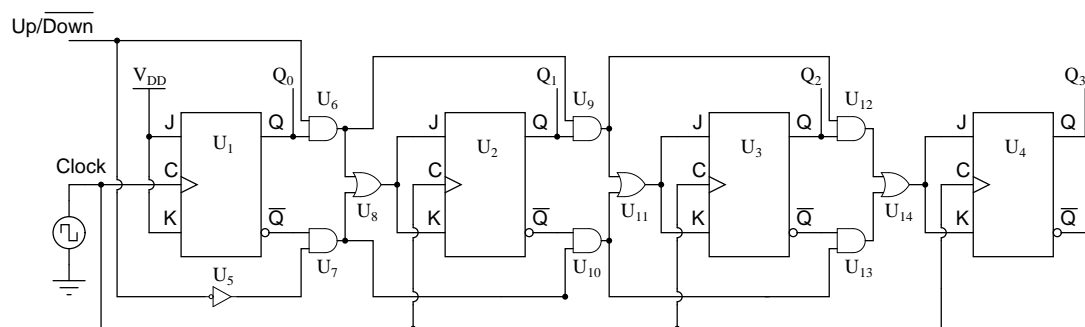 Up/Down
V_DD
Q_0
U_6
Q_1
U_9
Q_2
U_12
Q_3
J
U_1
Q
J
U_2
Q
J
U_3
Q
J
U_4
Q
Clock
C
C
C
C
U_8
U_11
U_14
K
Q
K
Q
K
Q
K
Q
U_5
U_7
U_10
U_13